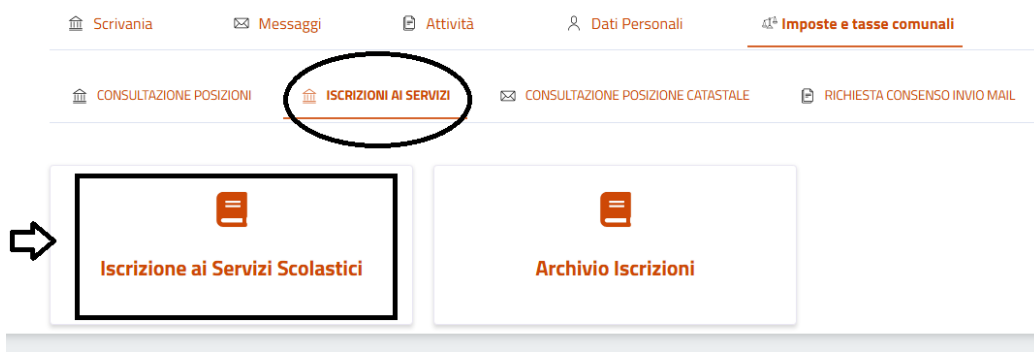 Scrivania Messaggi Attività Dati Personali Imposte e tasse comunali
CONSULTAZIONE POSIZIONI ISCRIZIONI AI SERVIZI CONSULTAZIONE POSIZIONE CATASTALE RICHIESTA CONSENSO INVIO MAIL
Iscrizione ai Servizi Scolastici Archivio Iscrizioni